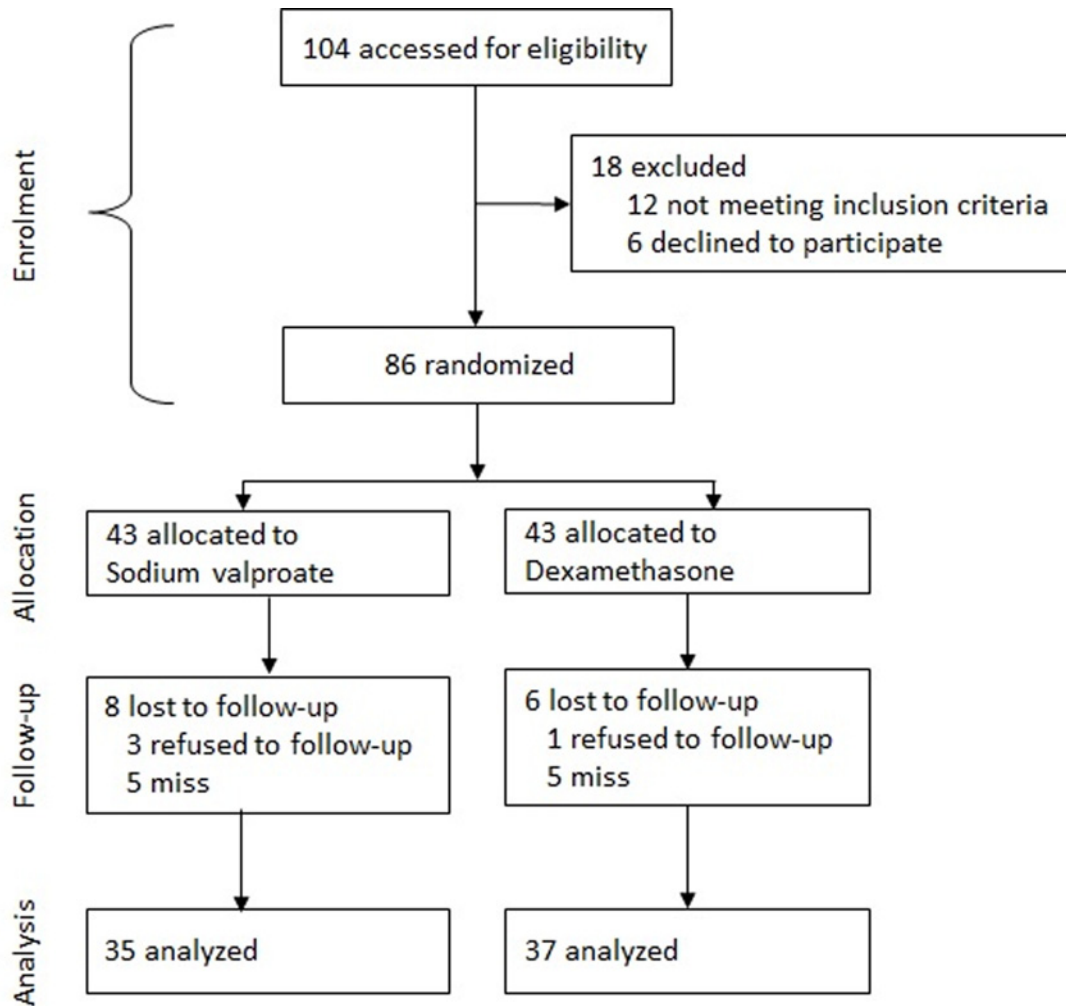 104 accessed for eligibility
Enrolment
18 excluded
12 not meeting inclusion criteria
6 declined to participate
86 randomized
Allocation
43 allocated to
Sodium valproate
43 allocated to
Dexamethasone
Follow-up
8 lost to follow-up
3 refused to follow-up
5 miss
6 lost to follow-up
1 refused to follow-up
5 miss
Analysis
35 analyzed
37 analyzed